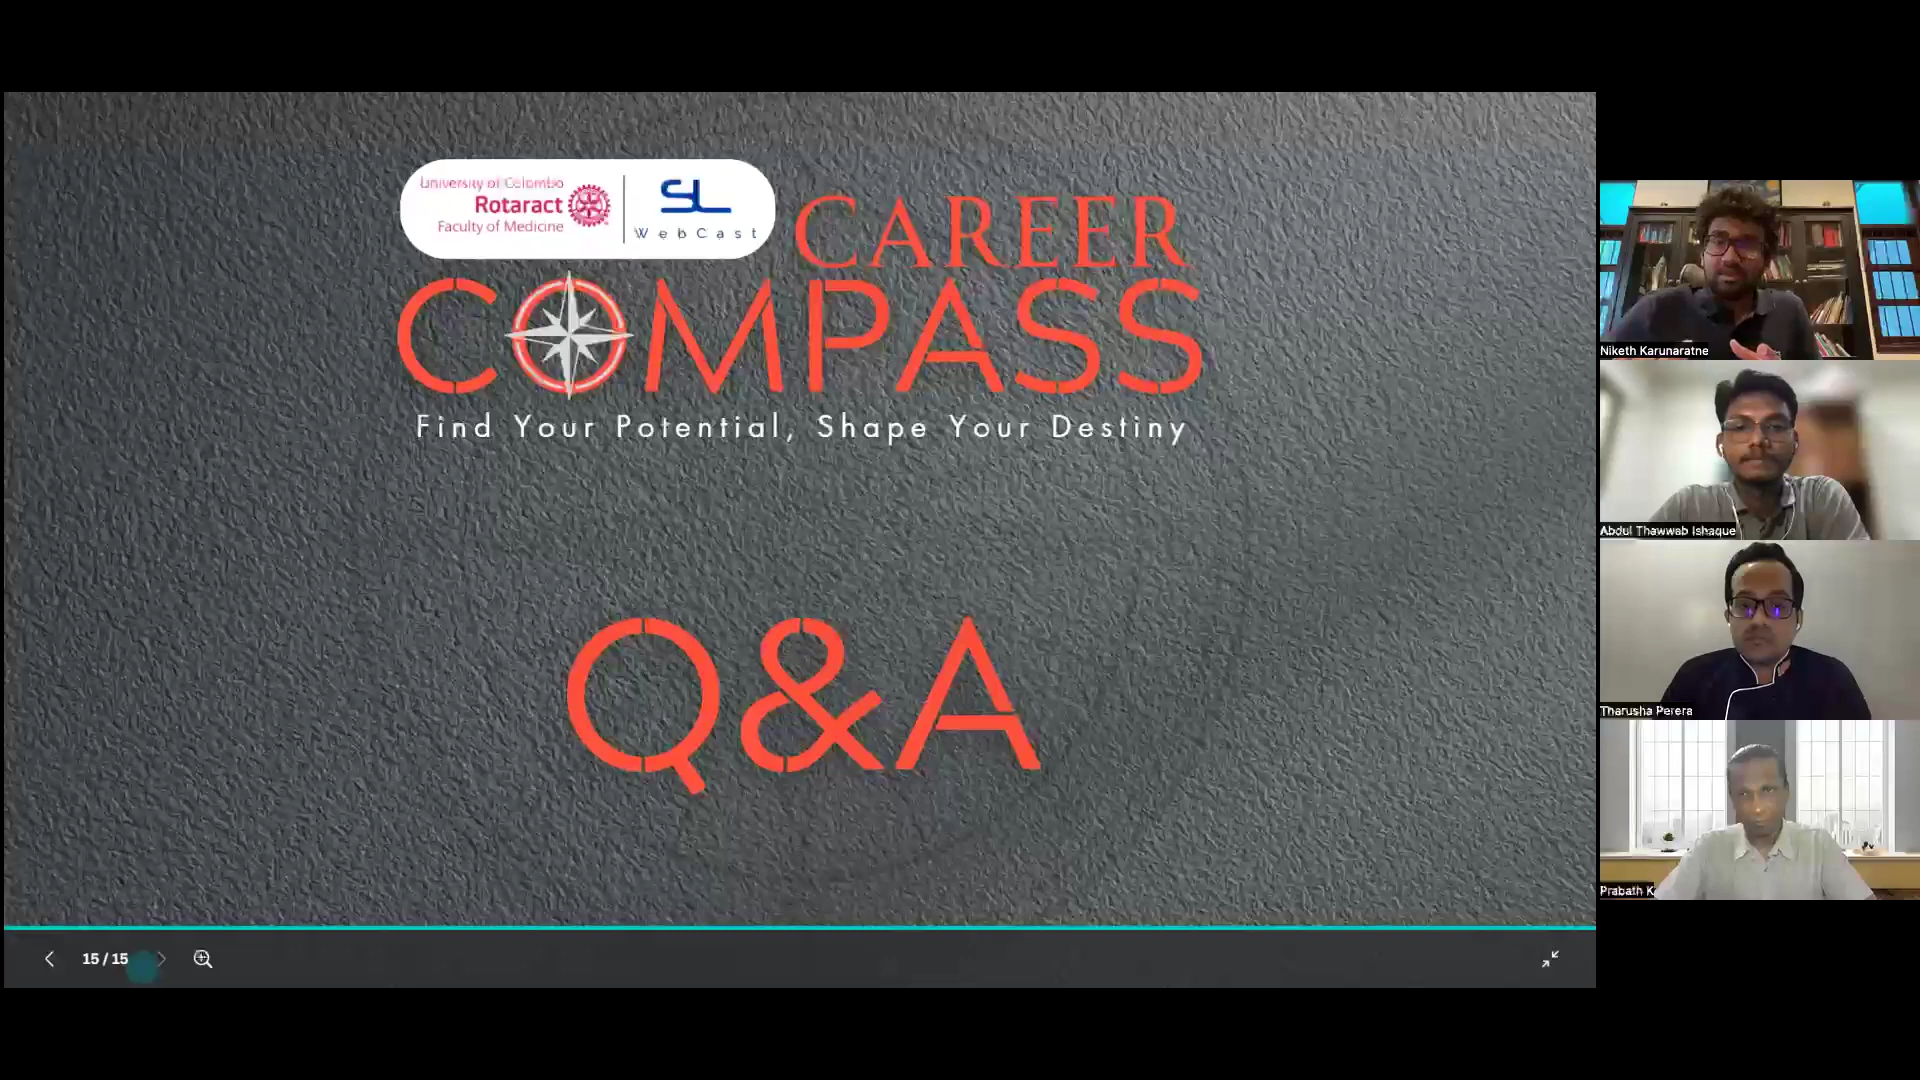 University of Colombo
Rotaract
Faculty of Medicine
SL
WebCast
CAREER
COMPASS
Find Your Potential, Shape Your Destiny
Q&A
15 / 15
Niketh Karunaratne
Abdul Thawwab Ishaque
Tharusha Perera
Prabath K